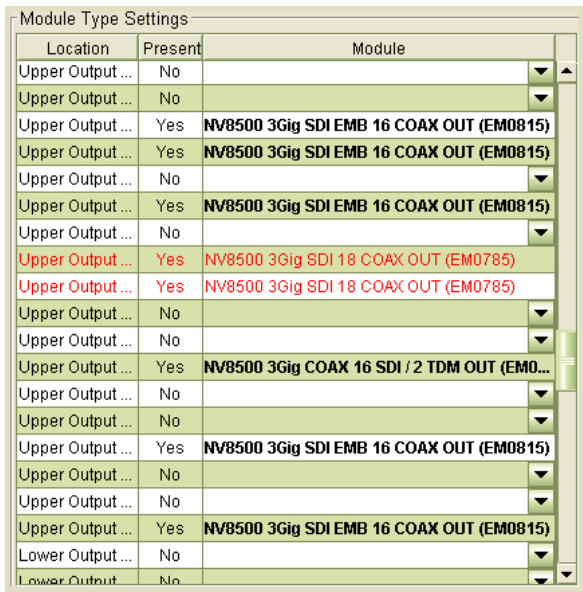 Module Type Settings
Location Present Module
Upper Output ... No
Upper Output ... No
Upper Output ... Yes NV8500 3Gig SDI EMB 16 COAX OUT (EM0815)
Upper Output ... Yes NV8500 3Gig SDI EMB 16 COAX OUT (EM0815)
Upper Output ... No
Upper Output ... Yes NV8500 3Gig SDI EMB 16 COAX OUT (EM0815)
Upper Output ... No
Upper Output ... Yes NV8500 3Gig SDI 18 COAX OUT (EM0785)
Upper Output ... Yes NV8500 3Gig SDI 18 COAX OUT (EM0785)
Upper Output ... No
Upper Output ... No
Upper Output ... Yes NV8500 3Gig COAX 16 SDI / 2 TDM OUT (EM0...
Upper Output ... No
Upper Output ... No
Upper Output ... Yes NV8500 3Gig SDI EMB 16 COAX OUT (EM0815)
Upper Output ... No
Upper Output ... No
Upper Output ... Yes NV8500 3Gig SDI EMB 16 COAX OUT (EM0815)
Lower Output ... No
Lower Output ... No